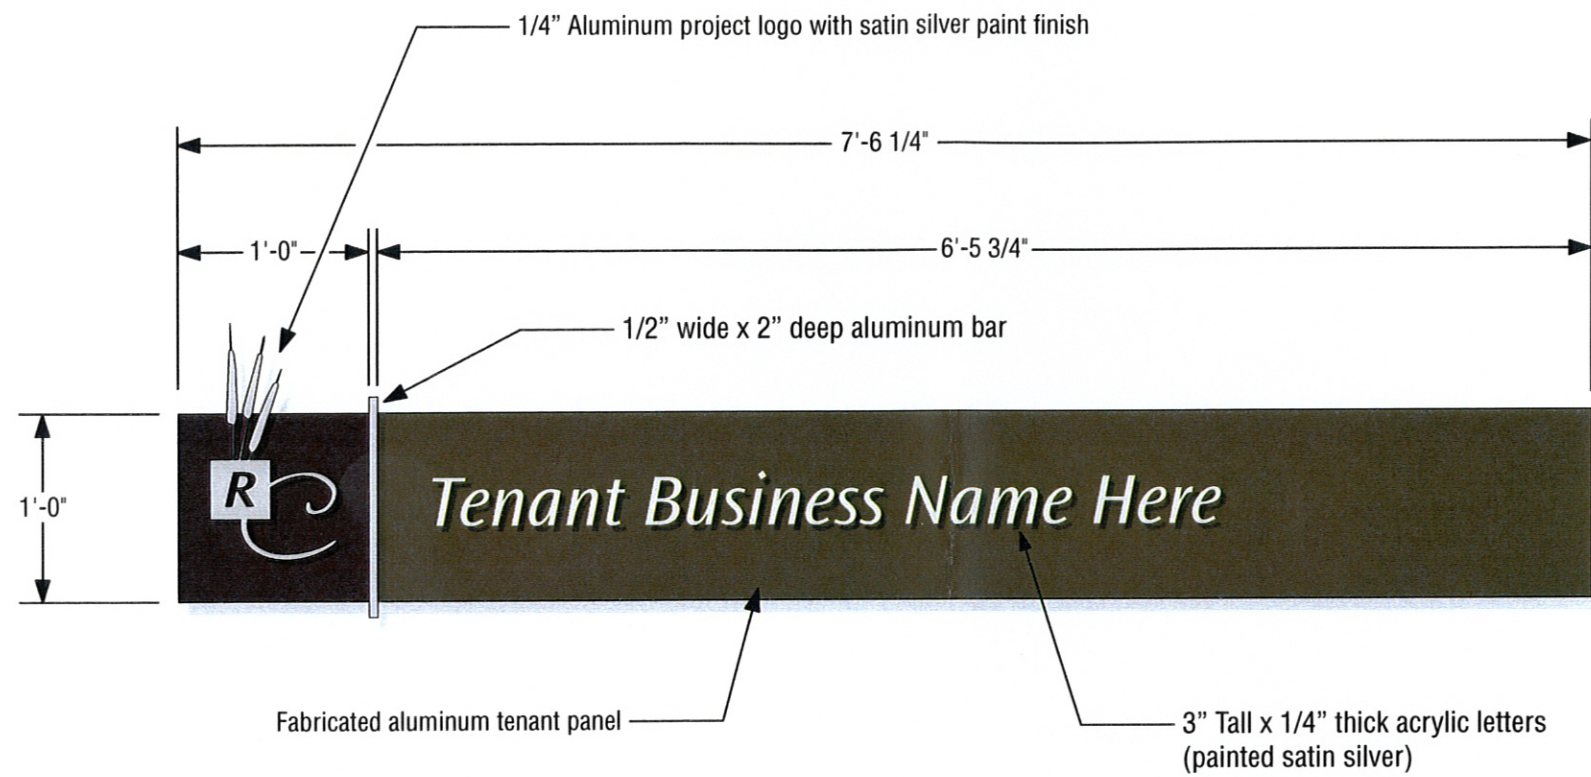 1/4” Aluminum project logo with satin silver paint finish
7'-6 1/4"
1'-0"
6'-5 3/4"
1/2” wide x 2” deep aluminum bar
1'-0"
R
Tenant Business Name Here
Fabricated aluminum tenant panel
3” Tall x 1/4” thick acrylic letters
(painted satin silver)